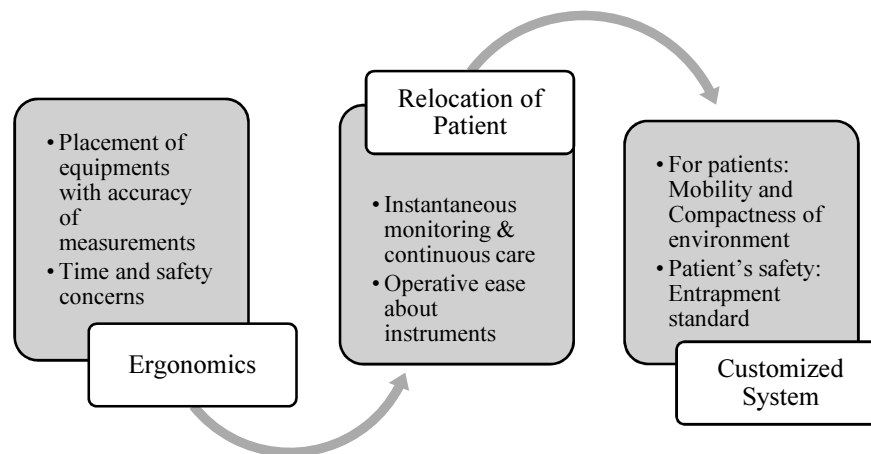 • Placement of
equipments
with accuracy
of
measurements
• Time and safety
concerns
Ergonomics
Relocation of
Patient
• Instantaneous
monitoring &
continuous care
• Operative ease
about
instruments
• For patients:
Mobility and
Compactness of
environment
• Patient’s safety:
Entrapment
standard
Customized
System